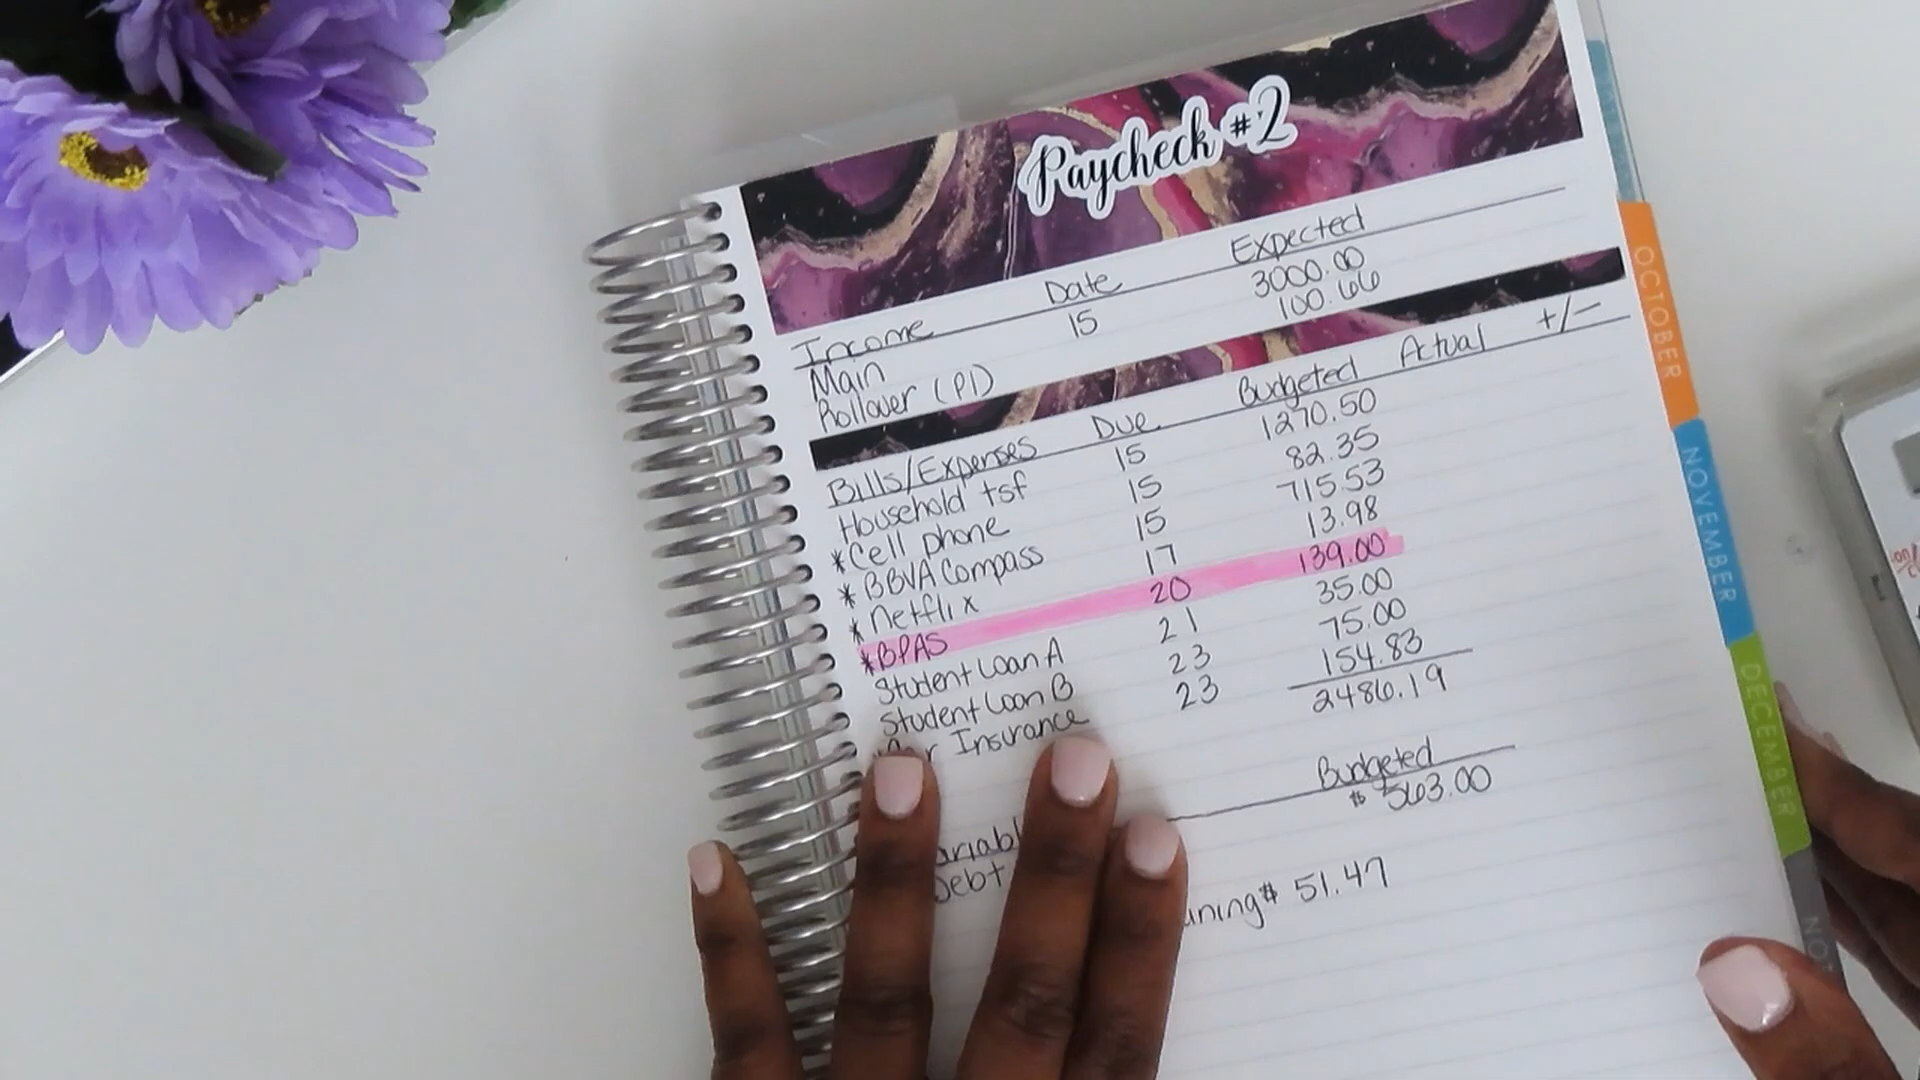 Paycheck #2
Income Date Expected
Main 15 3000.00
Rollover (P1) 100.66
Bills/Expenses Due Budgeted Actual +/-
Household tsf 15 1270.50
*Cell phone 15 82.35
*BBVA Compass 15 715.53
*Netflix 17 13.98
*BPAS 20 139.00
Student Loan A 21 35.00
Student Loan B 23 75.00
Insurance 23 154.83
2486.19
Budgeted
Debt $ 563.00
$ 51.47
OCTOBER
NOVEMBER
DECEMBER